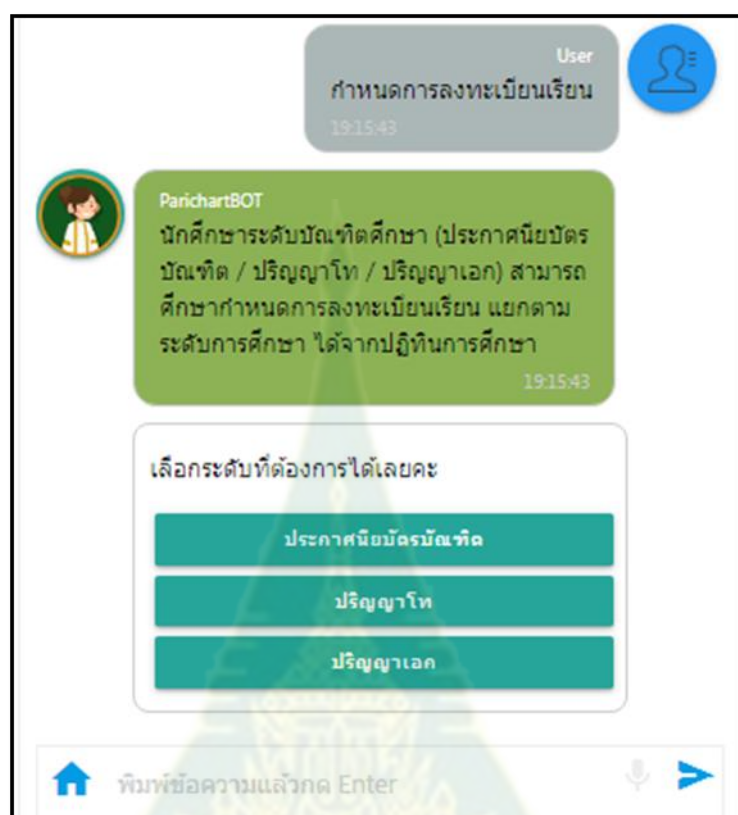 User
กำหนดการลงทะเบียนเรียน
19:15:43
ParichartBOT
นักศึกษาระดับบัณฑิตศึกษา (ประกาศนียบัตร
บัณฑิต / ปริญญาโท / ปริญญาเอก) สามารถ
ศึกษากำหนดการลงทะเบียนเรียน แยกตาม
ระดับการศึกษา ได้จากปฏิทินการศึกษา
19:15:43
เลือกระดับที่ต้องการได้เลยคะ
ประกาศนียบัตรบัณฑิต
ปริญญาโท
ปริญญาเอก
พิมพ์ข้อความแล้วกด Enter